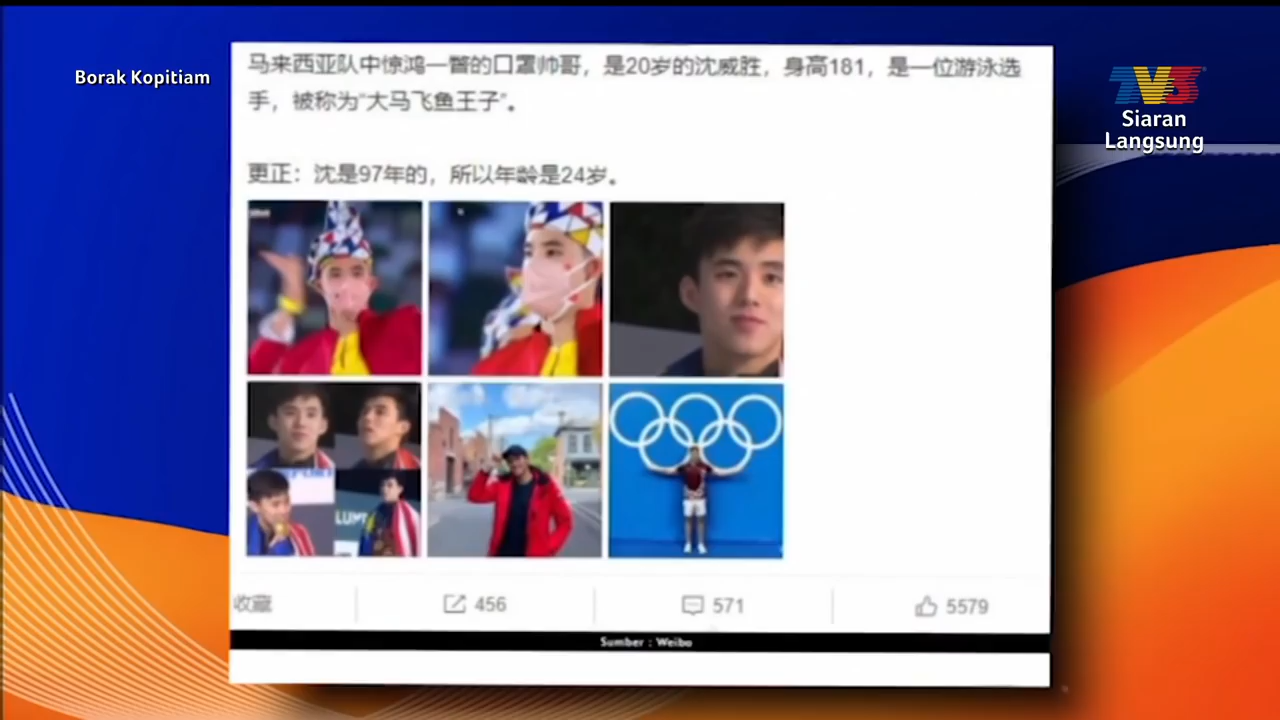 Borak Kopitiam
TV3
Siaran
Langsung
马来西亚队中惊鸿一瞥的口罩帅哥，是20岁的沈威胜，身高181，是一位游泳选
手，被称为“大马飞鱼王子”。
更正：沈是97年的，所以年龄是24岁。
收藏
456
571
5579
Sumber : Weibo